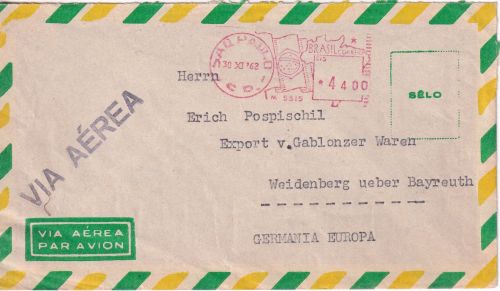 SÃO PAULO
30 XI '62
C D.
BRASIL CORREIO
*4400
M. 5515
SÊLO
Herrn
Erich Pospischil
Export v.Gablonzer Waren
Weidenberg ueber Bayreuth
- - - - - - - - - - -
GERMANIA EUROPA
VIA AÉREA
VIA AÉREA
PAR AVION